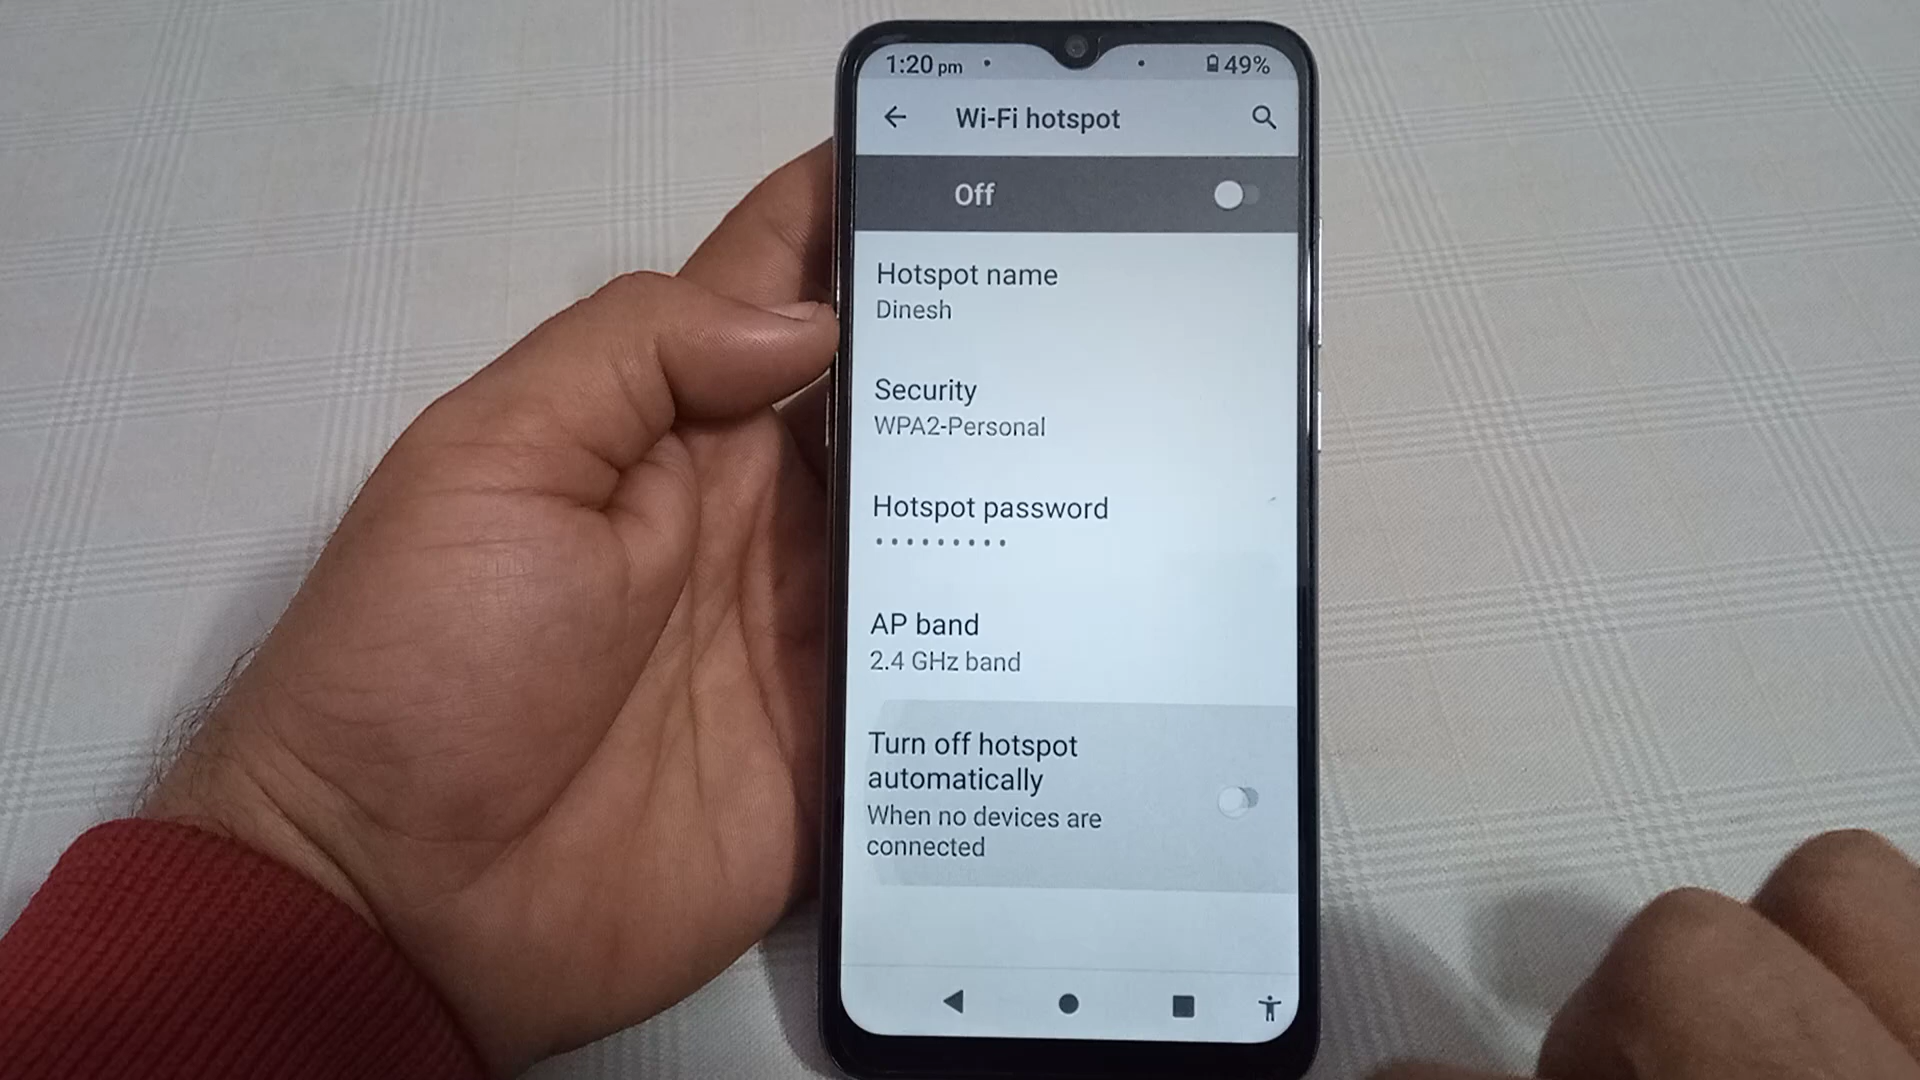 1:20 pm
49%
Wi-Fi hotspot
Off
Hotspot name
Dinesh
Security
WPA2-Personal
Hotspot password
•••••••••
AP band
2.4 GHz band
Turn off hotspot
automatically
When no devices are
connected